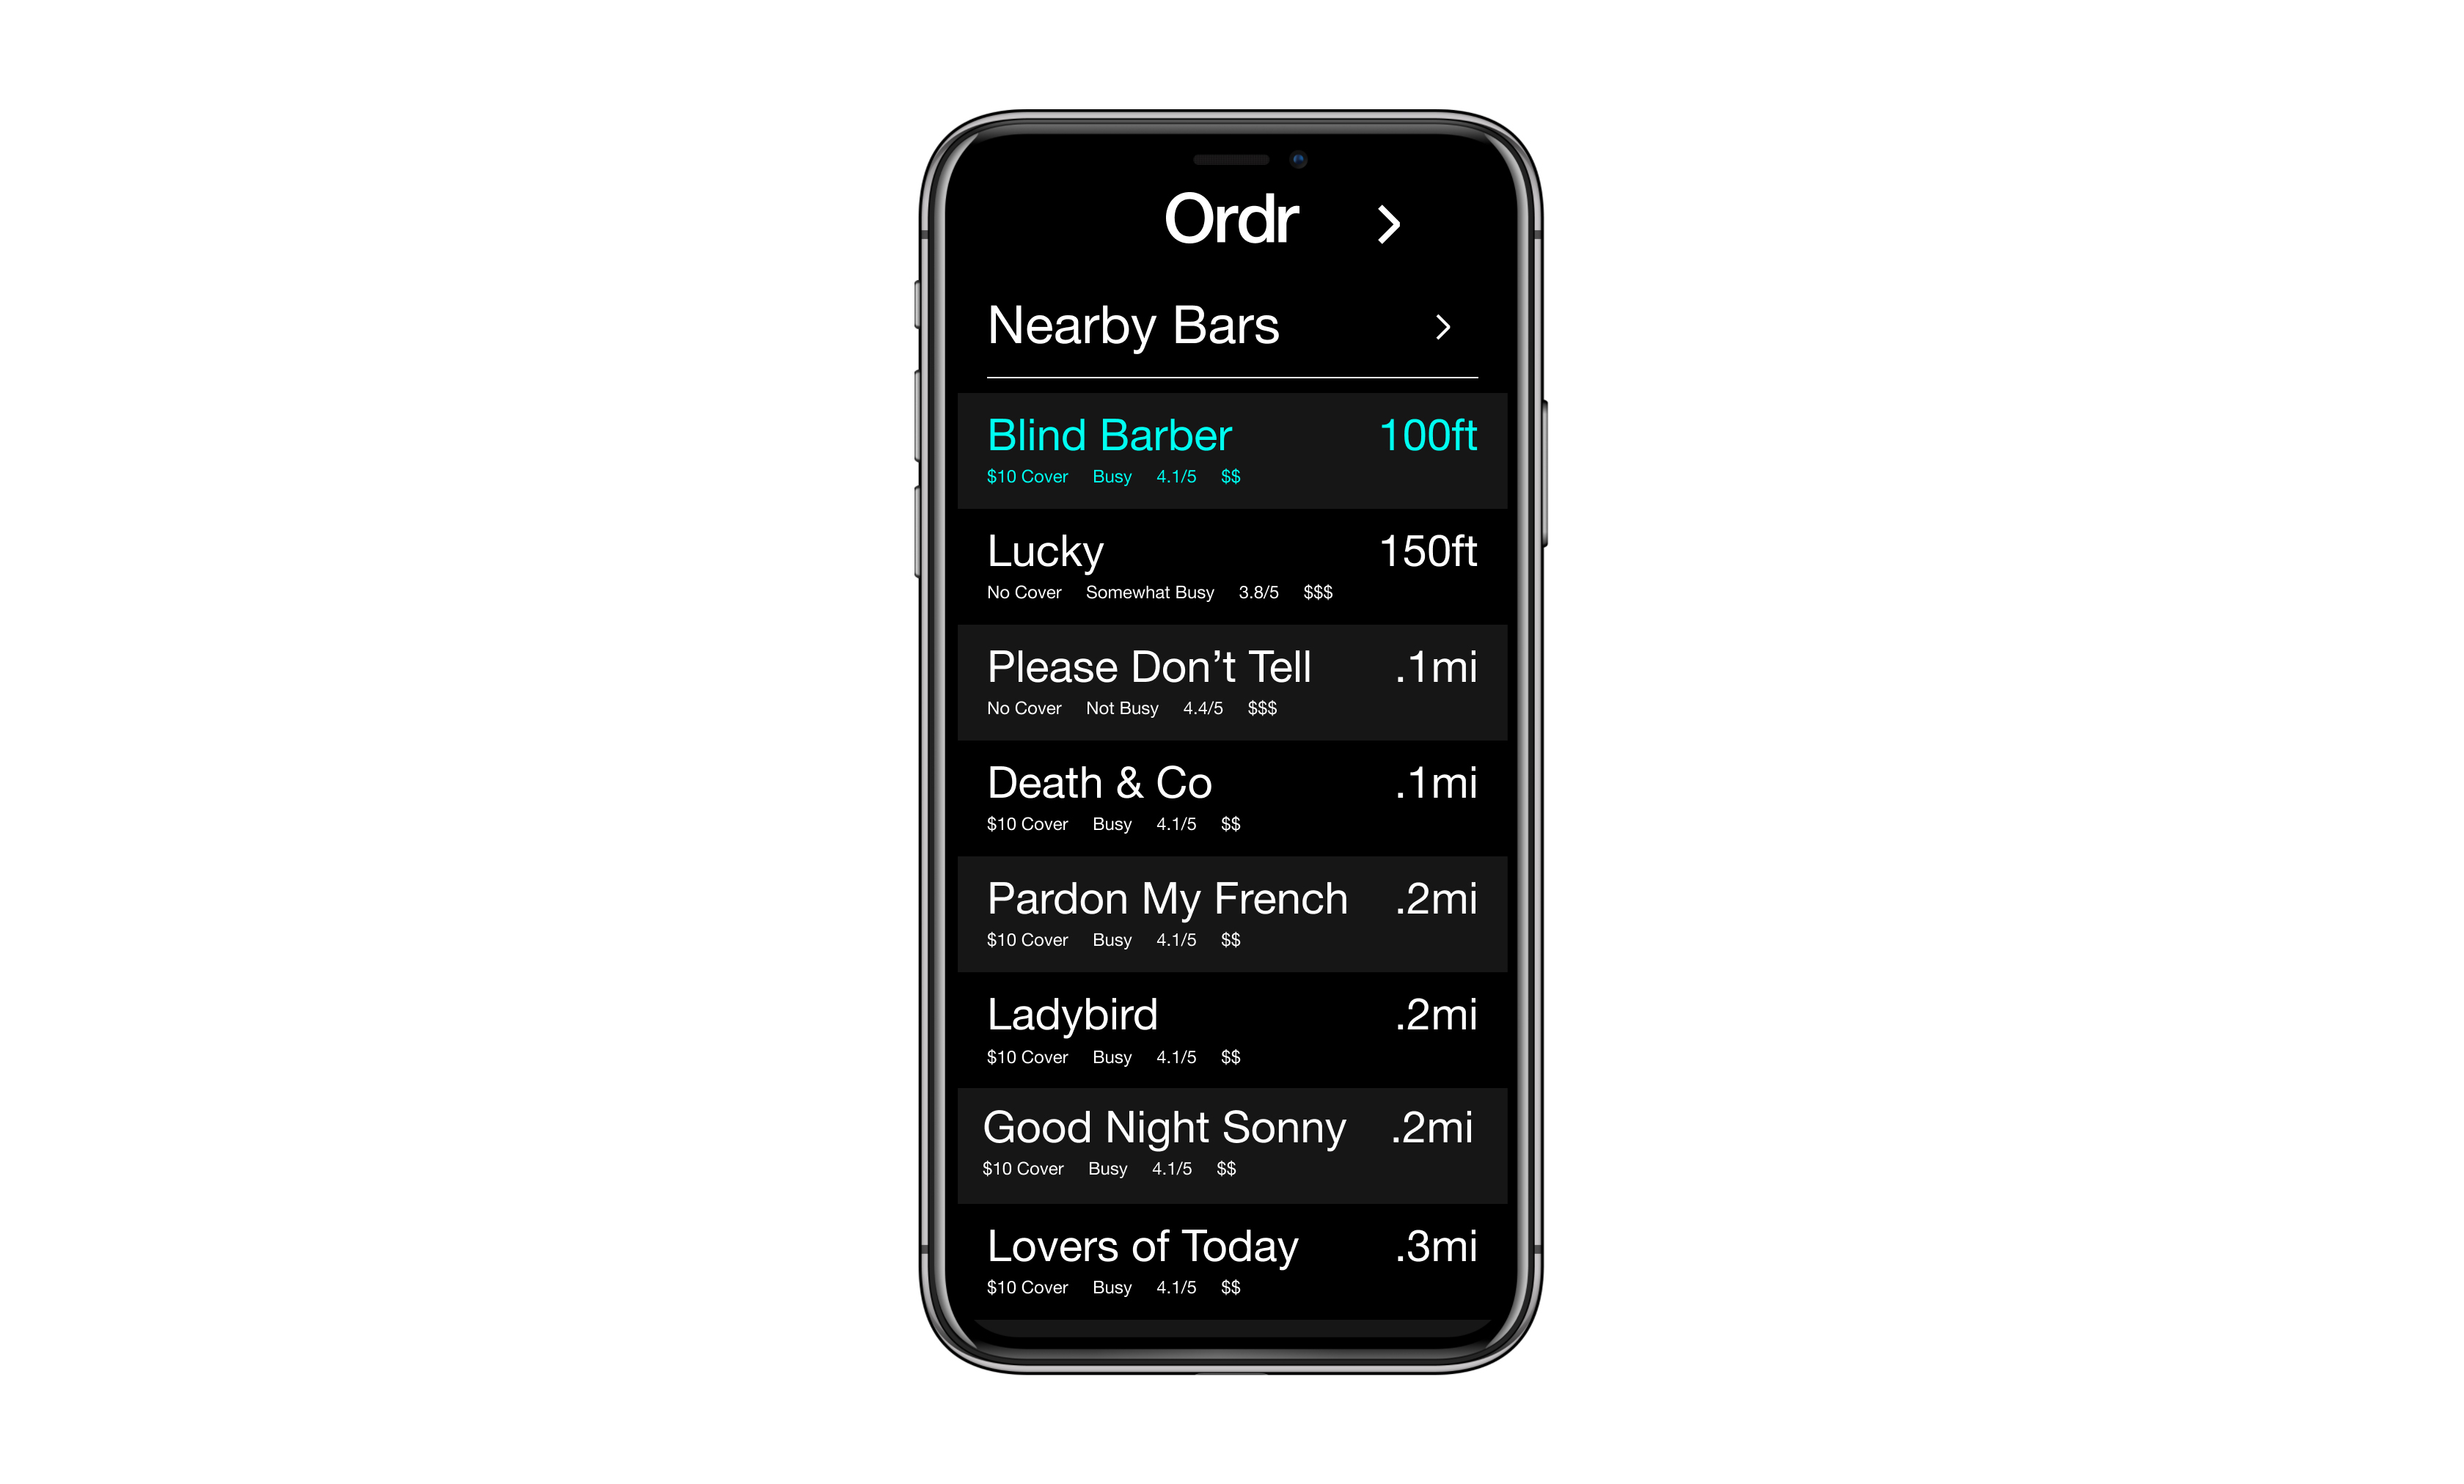 Ordr >
Nearby Bars >
Blind Barber 100ft
$10 Cover Busy 4.1/5 $$
Lucky 150ft
No Cover Somewhat Busy 3.8/5 $$$
Please Don’t Tell .1mi
No Cover Not Busy 4.4/5 $$$
Death & Co .1mi
$10 Cover Busy 4.1/5 $$
Pardon My French .2mi
$10 Cover Busy 4.1/5 $$
Ladybird .2mi
$10 Cover Busy 4.1/5 $$
Good Night Sonny .2mi
$10 Cover Busy 4.1/5 $$
Lovers of Today .3mi
$10 Cover Busy 4.1/5 $$